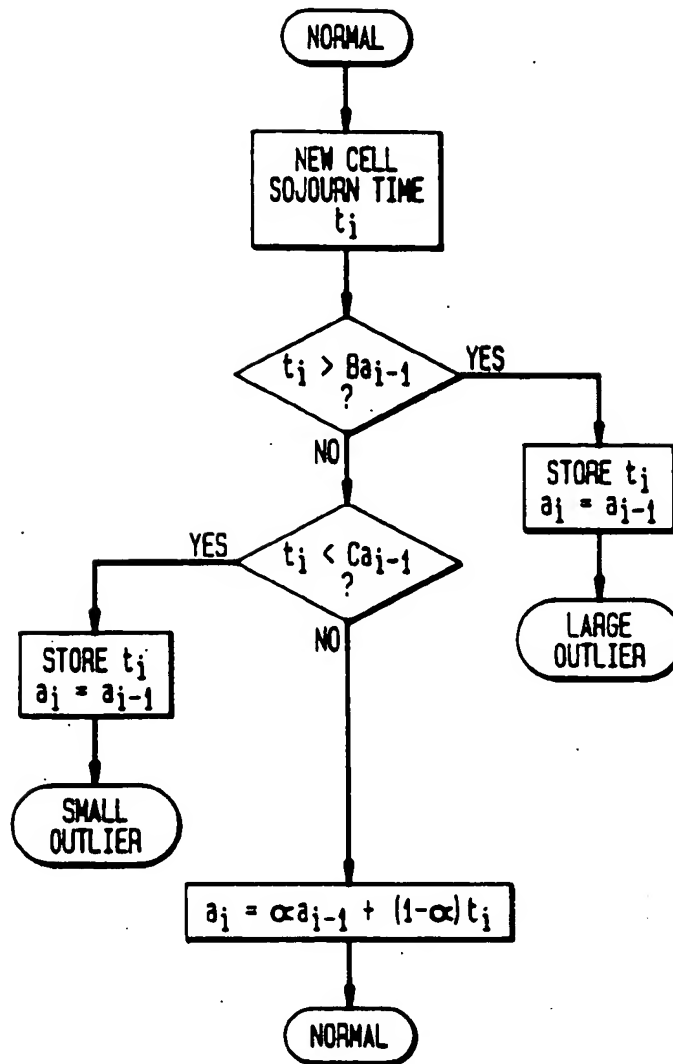 NORMAL
NEW CELL
SOJOURN TIME
tᵢ
tᵢ > Baᵢ₋₁
?
YES
NO
STORE tᵢ
aᵢ = aᵢ₋₁
LARGE
OUTLIER
tᵢ < Caᵢ₋₁
?
YES
NO
STORE tᵢ
aᵢ = aᵢ₋₁
SMALL
OUTLIER
aᵢ = αaᵢ₋₁ + (1-α)tᵢ
NORMAL